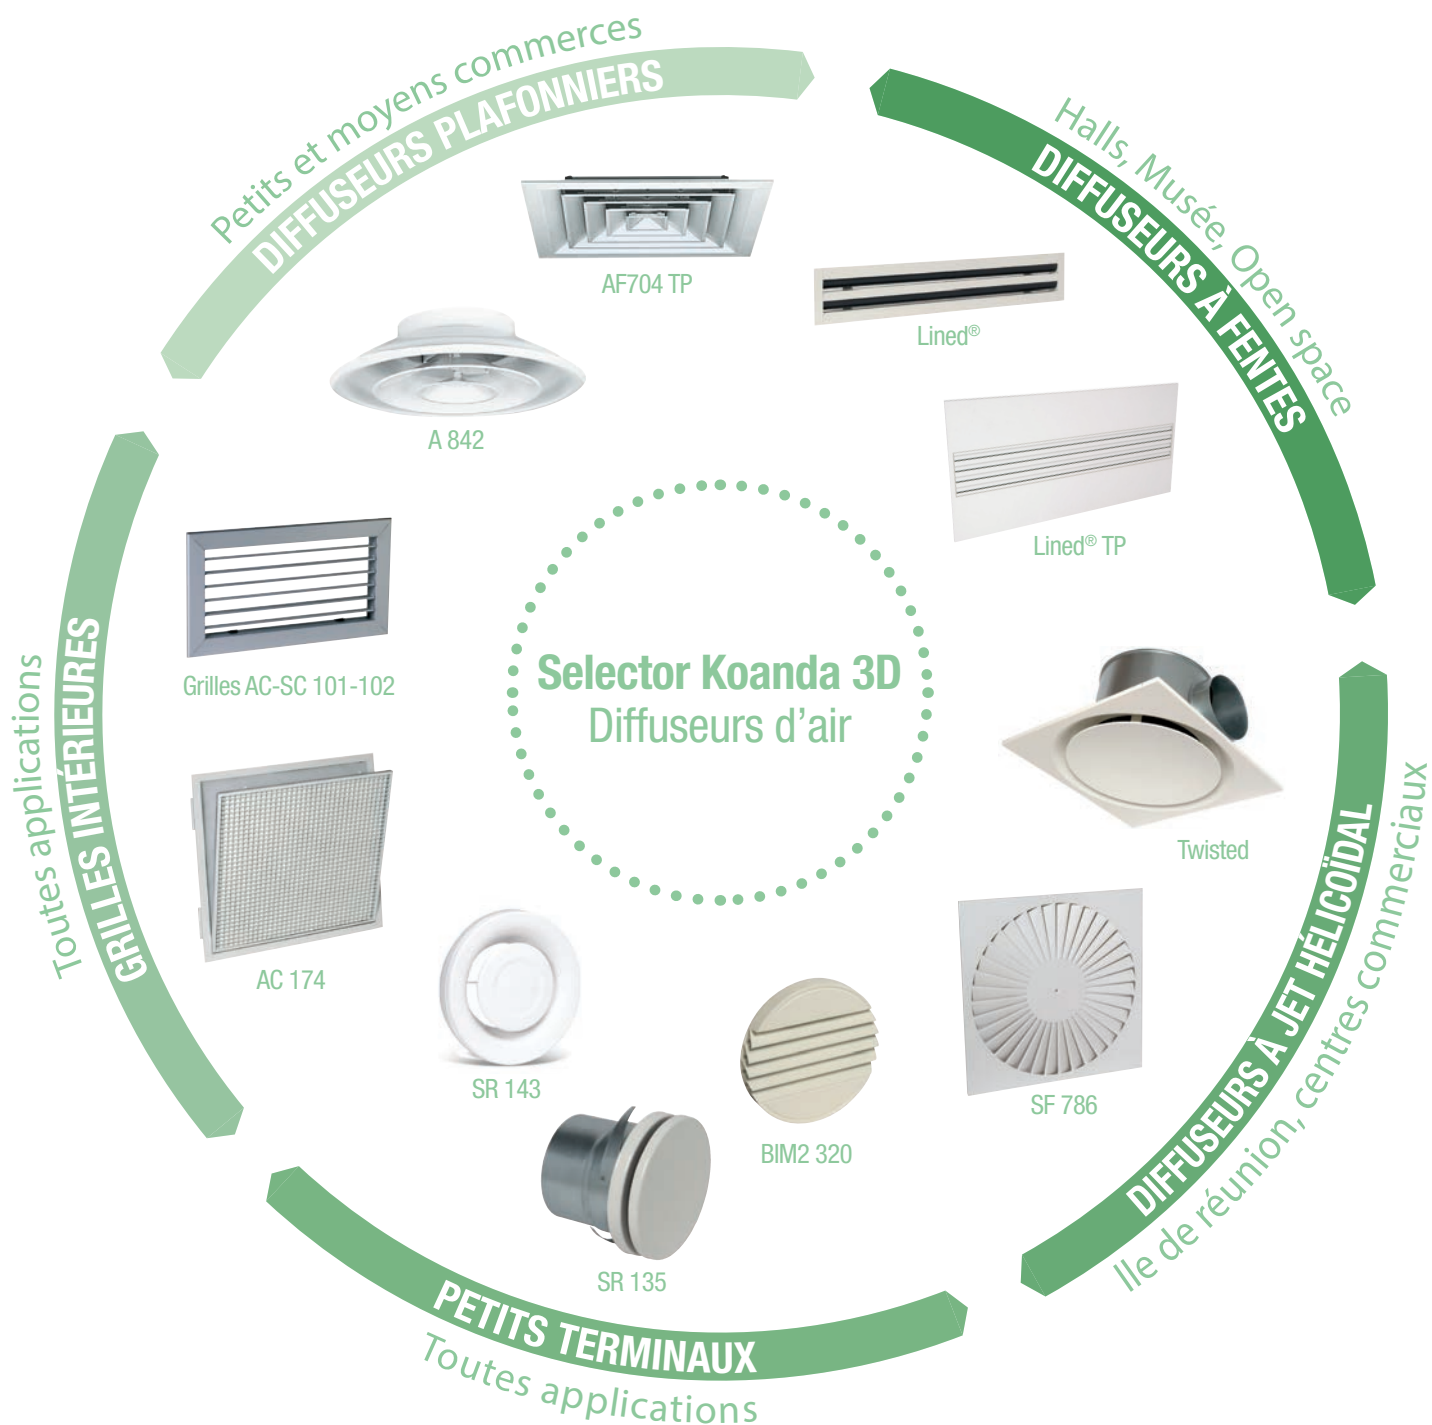 Petits et moyens commerces
DIFFUSEURS PLAFONNIERS
Halls, Musée, Open space
DIFFUSEURS À FENTES
AF704 TP
Lined®
A 842
Lined® TP
Grilles AC-SC 101-102
Selector Koanda 3D
Diffuseurs d'air
Toutes applications
GRILLES INTÉRIEURES
Twisted
DIFFUSEURS À JET HÉLICOÏDAL
lle de réunion, centres commerciaux
AC 174
SR 143
BIM2 320
SF 786
SR 135
PETITS TERMINAUX
Toutes applications